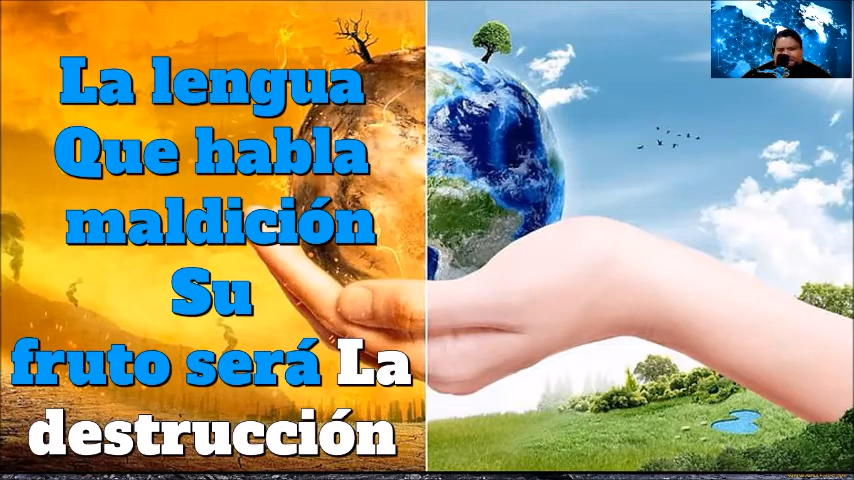 La lengua
Que habla
maldición
Su
fruto será La
destrucción